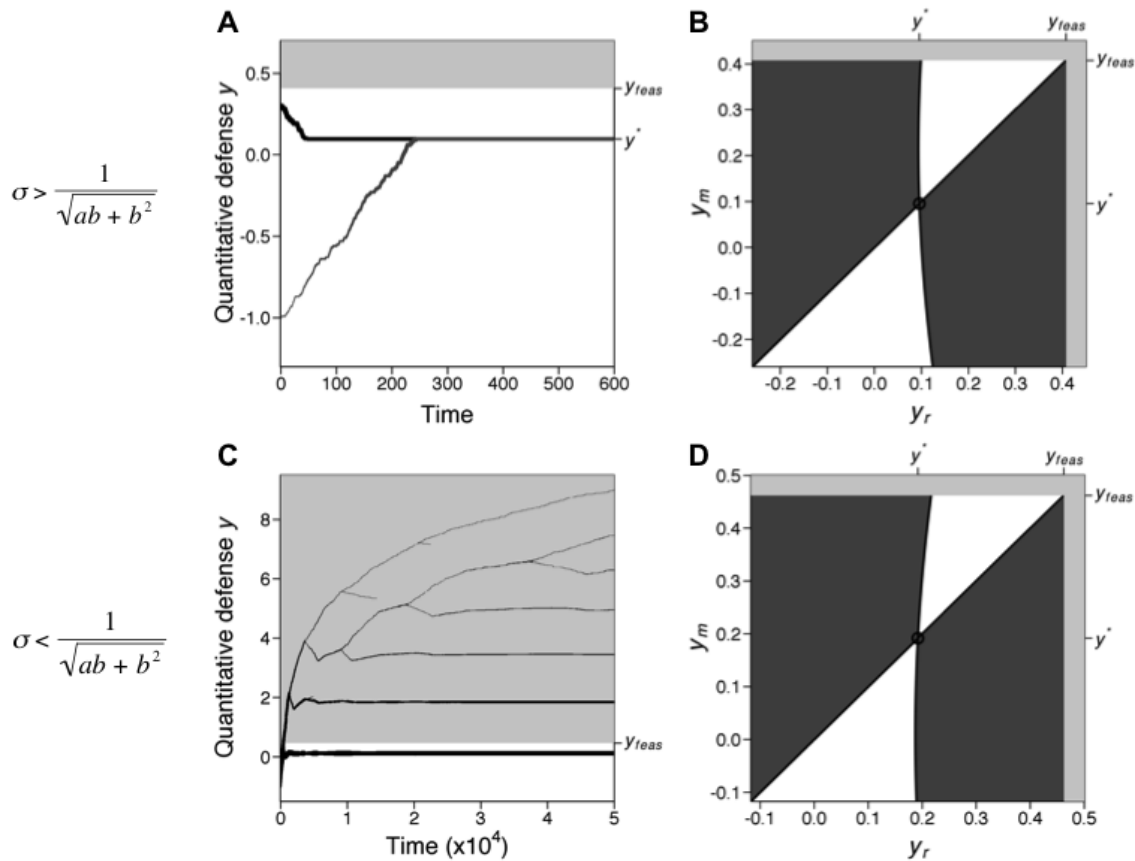 A
Quantitative defense y
0.5
0.0
-0.5
-1.0
y_feas
y*
0 100 200 300 400 500 600
Time
σ > 1/√(ab + b²)
B
y* y_feas
y_m
0.4
0.3
0.2
0.1
0.0
-0.1
-0.2
y_feas
y*
-0.2 -0.1 0.0 0.1 0.2 0.3 0.4
y_r
C
Quantitative defense y
8
6
4
2
0
y_feas
0 1 2 3 4 5
Time (x10⁴)
σ < 1/√(ab + b²)
D
y* y_feas
y_m
0.5
0.4
0.3
0.2
0.1
0.0
-0.1
y_feas
y*
-0.1 0.0 0.1 0.2 0.3 0.4 0.5
y_r